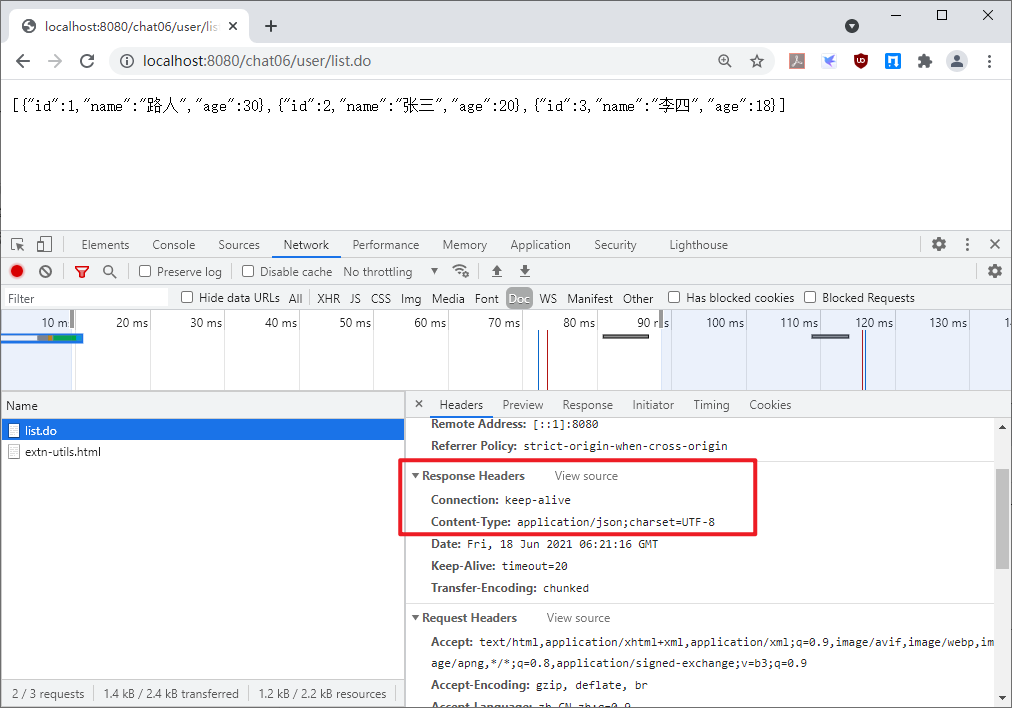 localhost:8080/chat06/user/lis
localhost:8080/chat06/user/list.do
[{"id":1,"name":"路人","age":30},{"id":2,"name":"张三","age":20},{"id":3,"name":"李四","age":18}]
Elements Console Sources Network Performance Memory Application Security Lighthouse
Preserve log Disable cache No throttling
Filter Hide data URLs All XHR JS CSS Img Media Font Doc WS Manifest Other Has blocked cookies Blocked Requests
10 ms 20 ms 30 ms 40 ms 50 ms 60 ms 70 ms 80 ms 90 ms 100 ms 110 ms 120 ms 130 ms
Name
list.do
extn-utils.html
2 / 3 requests 1.4 kB / 2.4 kB transferred 1.2 kB / 2.2 kB resources
Headers Preview Response Initiator Timing Cookies
Remote Address: [::1]:8080
Referrer Policy: strict-origin-when-cross-origin
Response Headers View source
Connection: keep-alive
Content-Type: application/json;charset=UTF-8
Date: Fri, 18 Jun 2021 06:21:16 GMT
Keep-Alive: timeout=20
Transfer-Encoding: chunked
Request Headers View source
Accept: text/html,application/xhtml+xml,application/xml;q=0.9,image/avif,image/webp,im
age/apng,*/*;q=0.8,application/signed-exchange;v=b3;q=0.9
Accept-Encoding: gzip, deflate, br
Accept-Language: zh-CN,zh;q=0.9